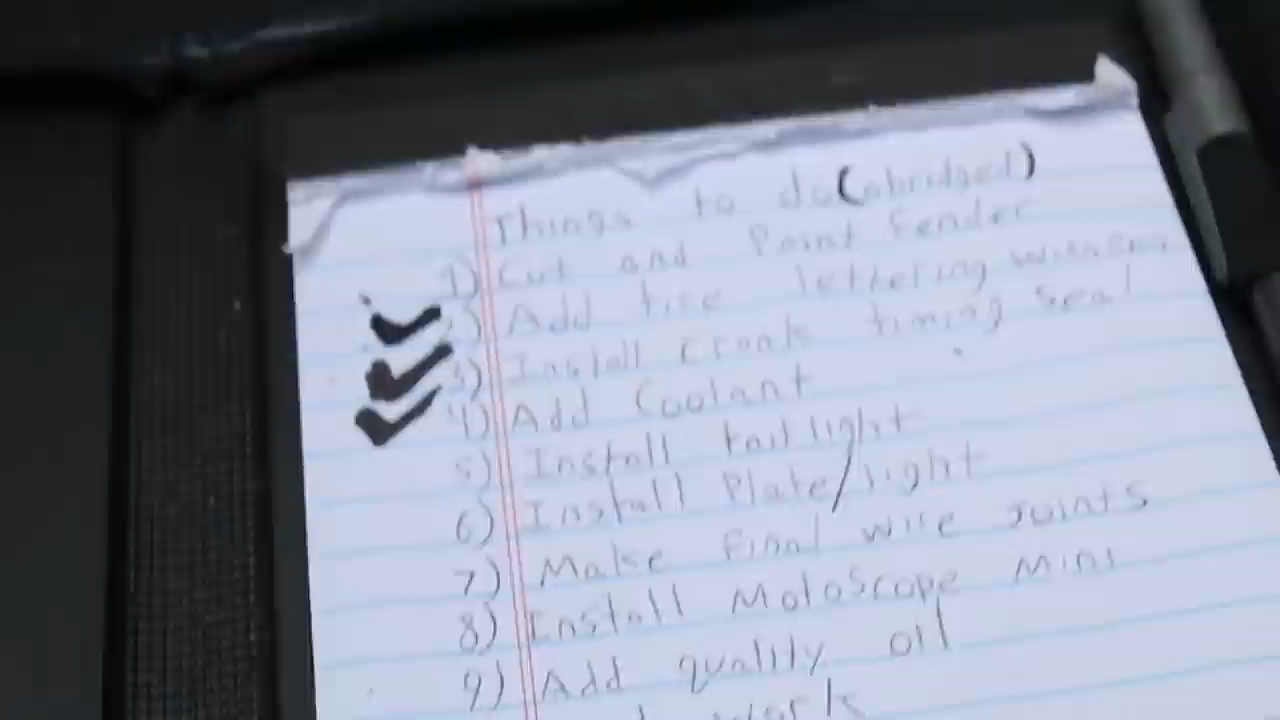 Things to do(abridged)
1) Cut and Paint Fender
2) Add tire lettering
3) Install crank timing Seal
4) Add Coolant
5) Install tail light
6) Install Plate/light
7) Make Final wire joints
8) Install MotoScope Mini
9) Add quality oil
work